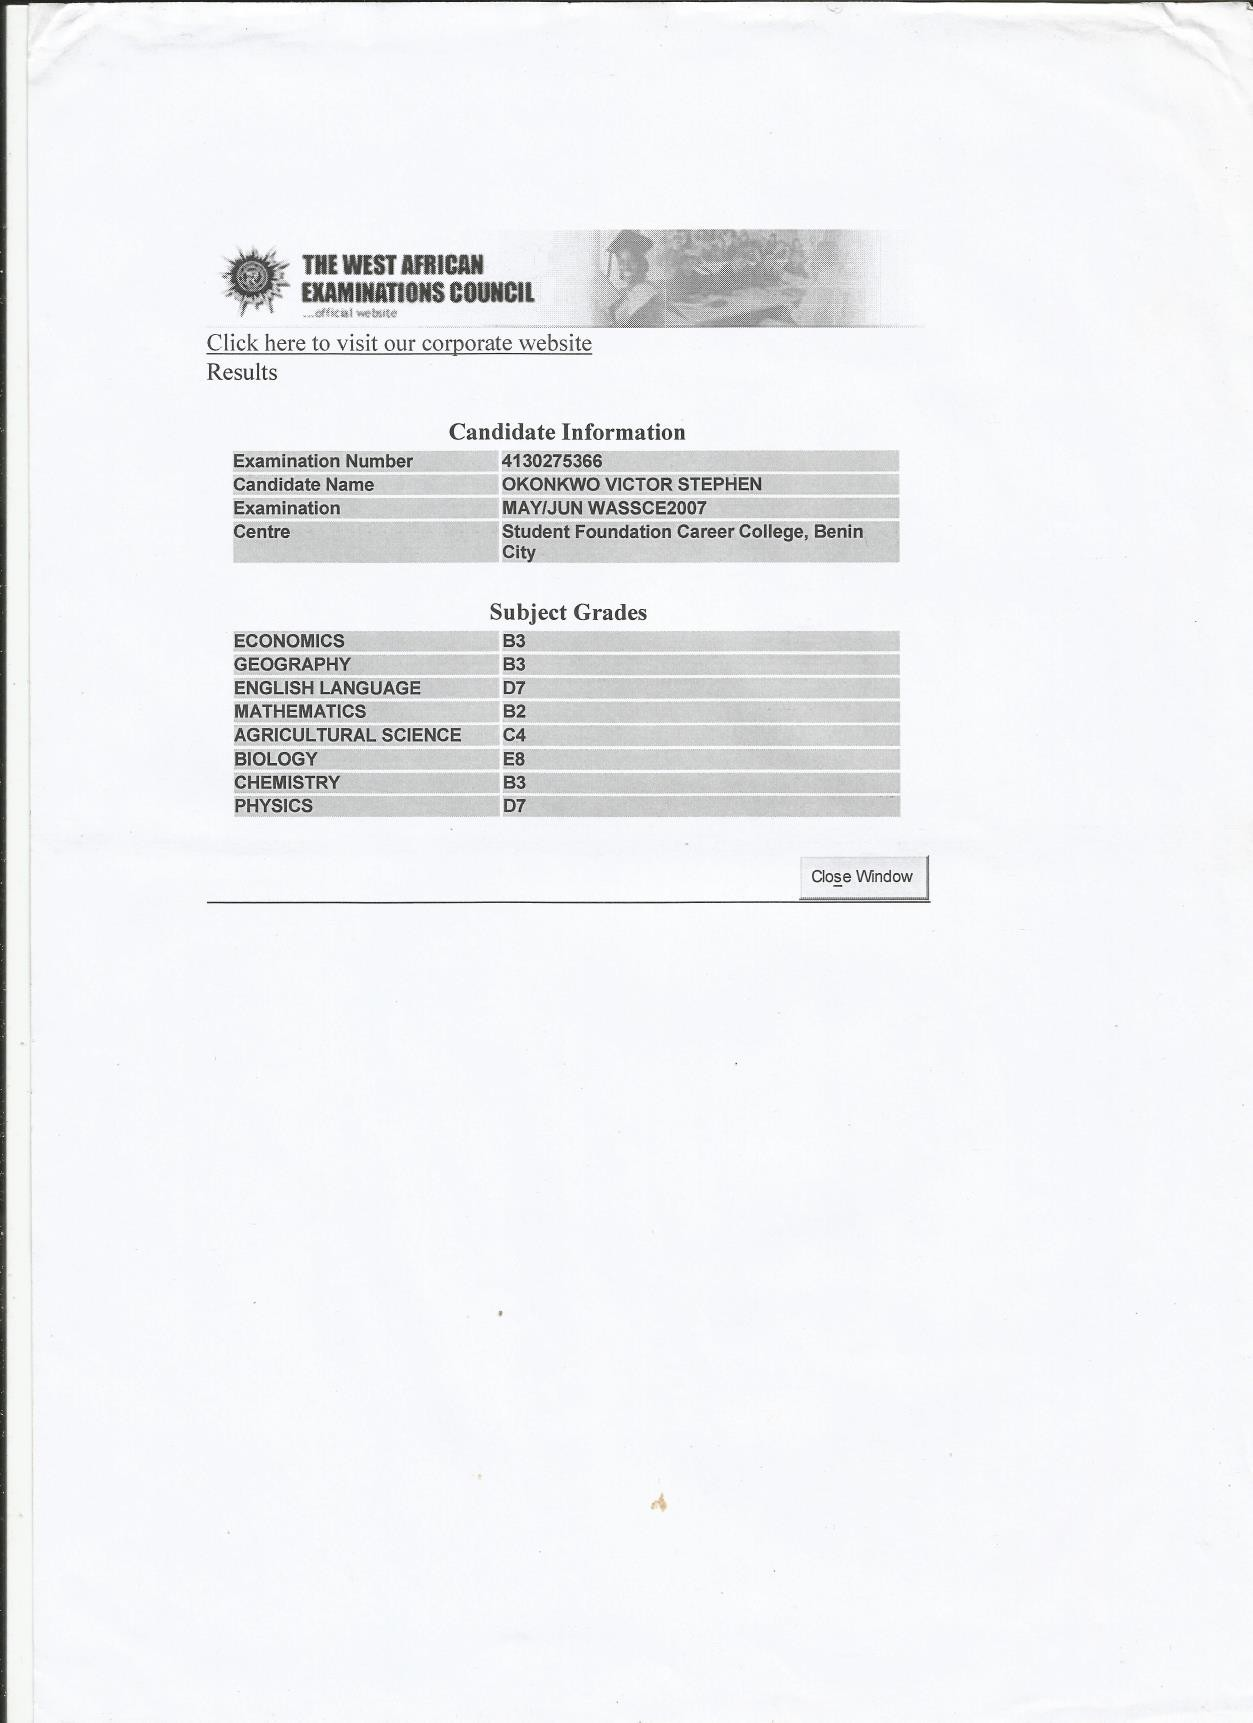 THE WEST AFRICAN
EXAMINATIONS COUNCIL
...offical website
Click here to visit our corporate website
Results
Candidate Information
Examination Number 4130275366
Candidate Name OKONKWO VICTOR STEPHEN
Examination MAY/JUN WASSCE2007
Centre Student Foundation Career College, Benin
City
Subject Grades
ECONOMICS B3
GEOGRAPHY B3
ENGLISH LANGUAGE D7
MATHEMATICS B2
AGRICULTURAL SCIENCE C4
BIOLOGY E8
CHEMISTRY B3
PHYSICS D7
Close Window